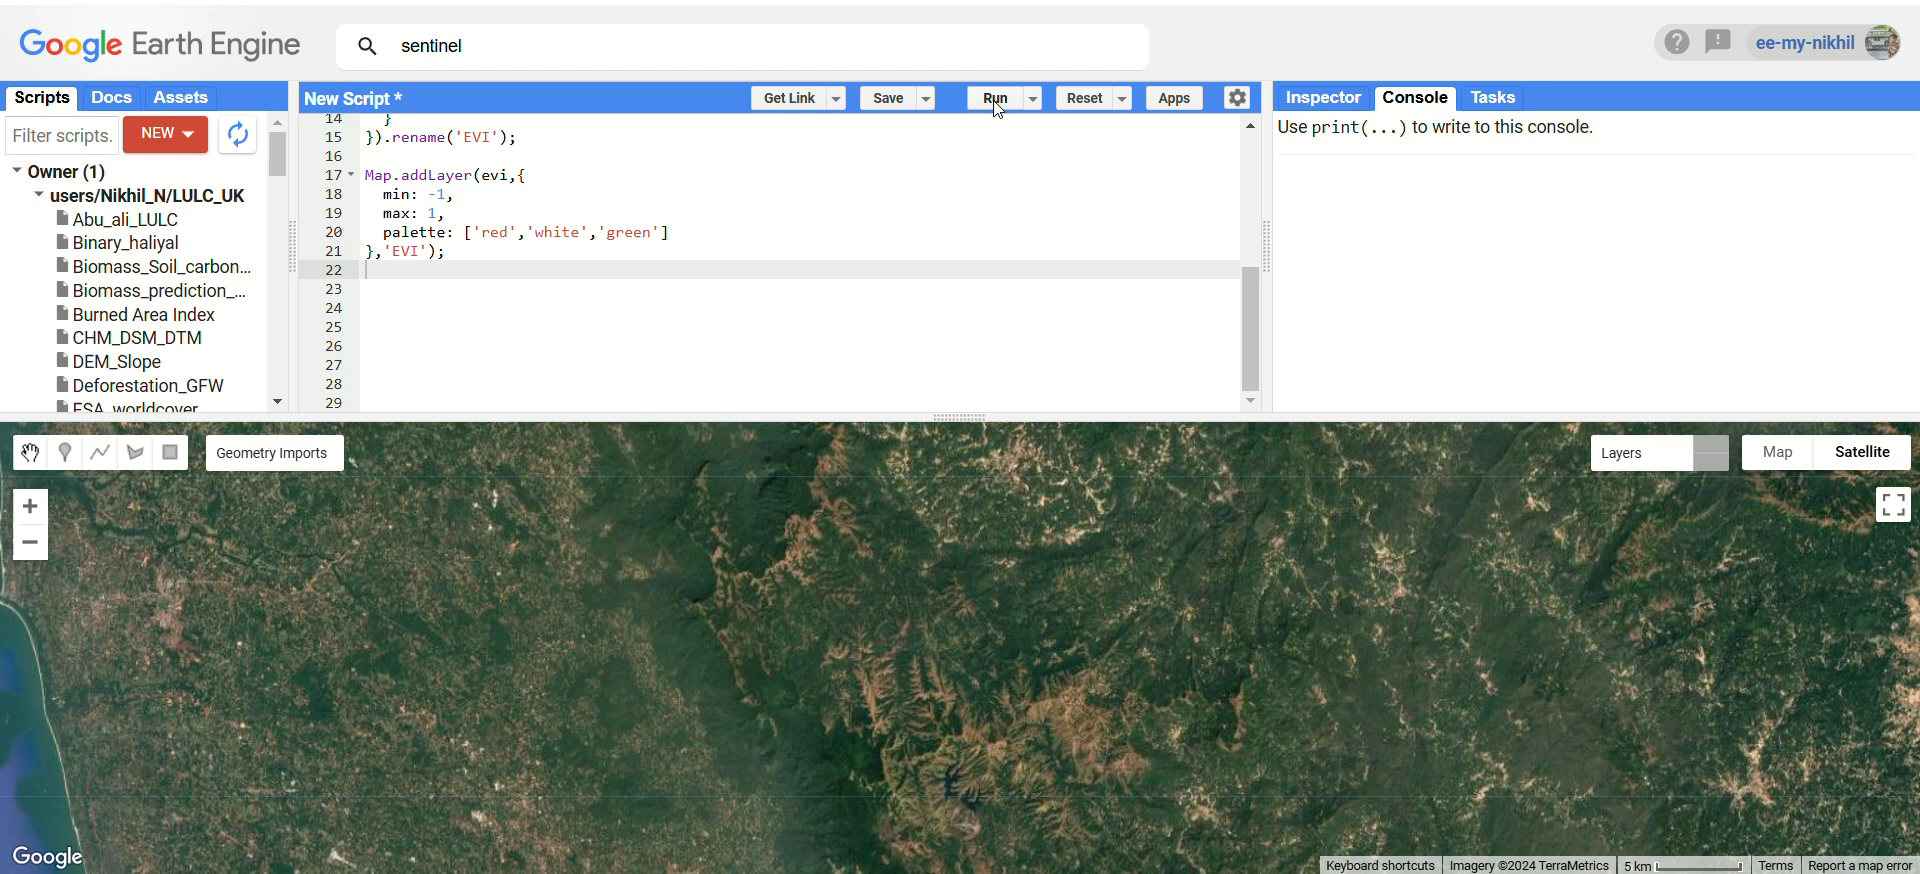 Google Earth Engine
sentinel
ee-my-nikhil
Scripts Docs Assets
Filter scripts.
NEW
Owner (1)
users/Nikhil_N/LULC_UK
Abu_ali_LULC
Binary_haliyal
Biomass_Soil_carbon...
Biomass_prediction_...
Burned Area Index
CHM_DSM_DTM
DEM_Slope
Deforestation_GFW
ESA_worldcover
New Script *
Get Link
Save
Run
Reset
Apps
14 }
15 }).rename('EVI');
16
17 Map.addLayer(evi,{
18 min: -1,
19 max: 1,
20 palette: ['red','white','green']
21 },'EVI');
22
23
24
25
26
27
28
29
Inspector Console Tasks
Use print(...) to write to this console.
Geometry Imports
Layers
Map Satellite
Google
Keyboard shortcuts
Imagery ©2024 TerraMetrics
5 km
Terms
Report a map error